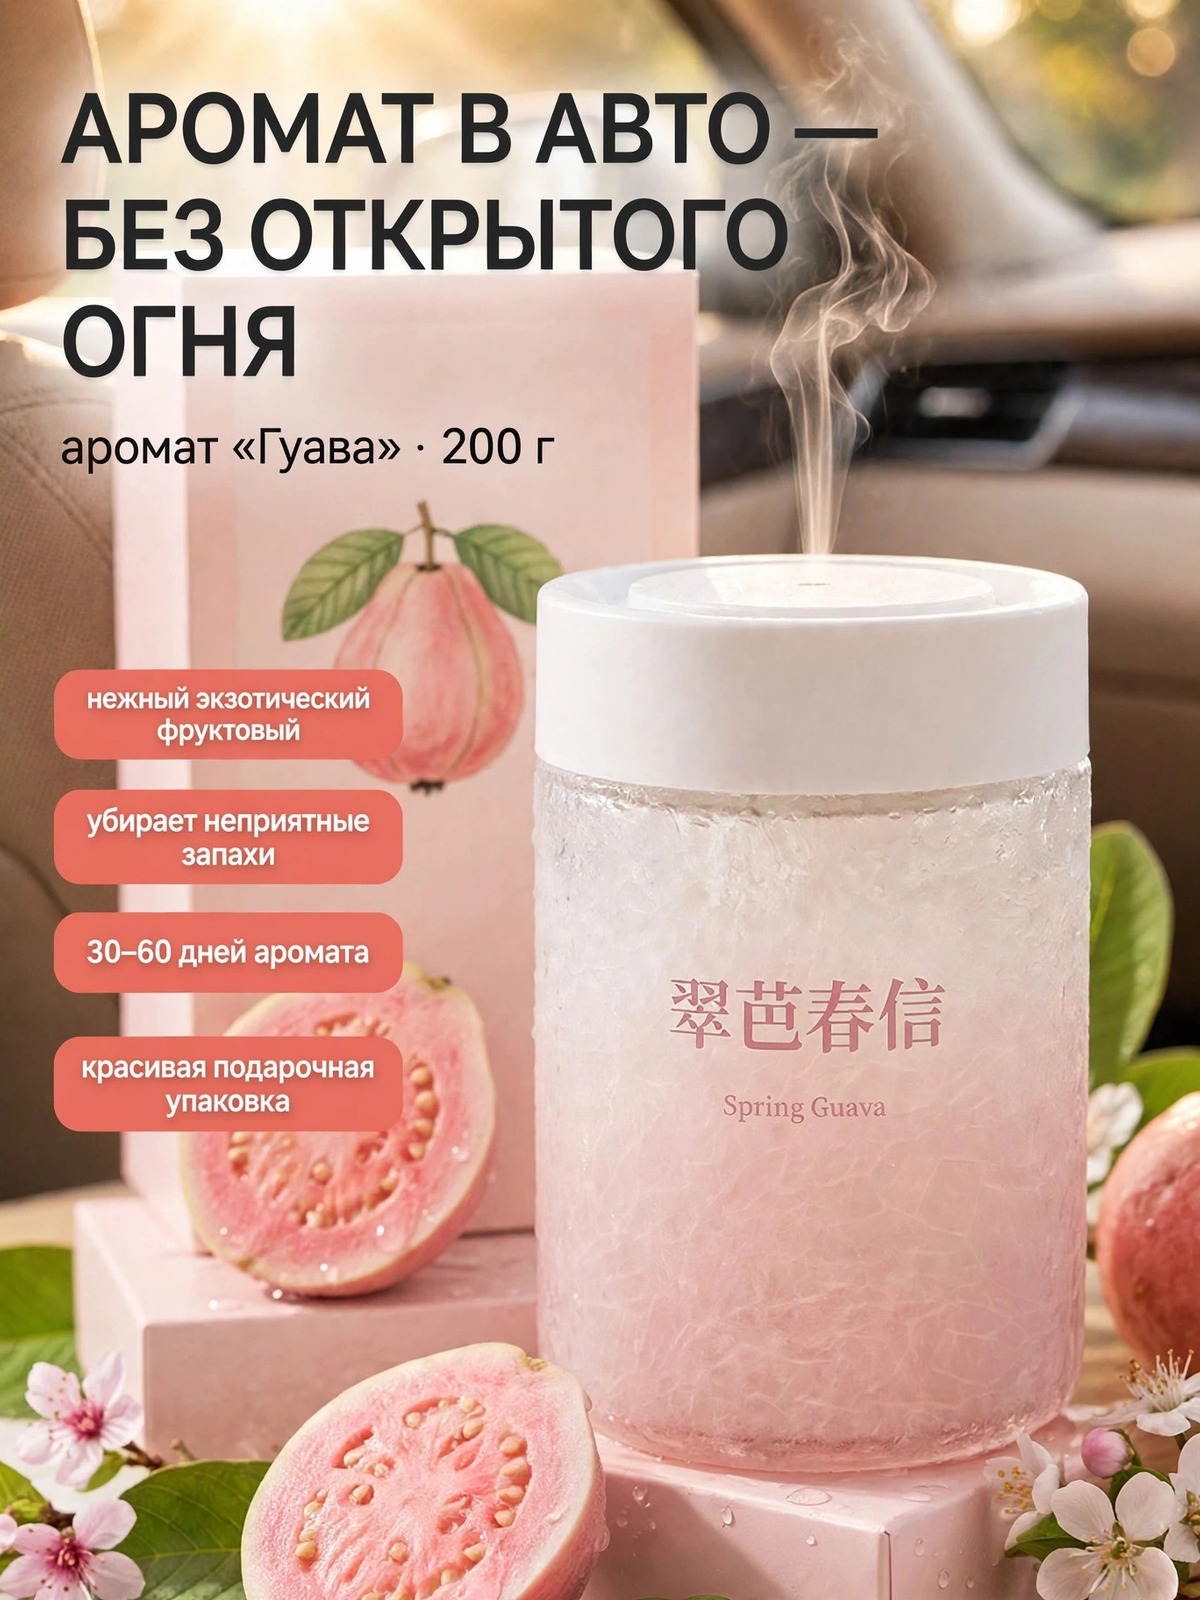 АРОМАТ В АВТО —
БЕЗ ОТКРЫТОГО
ОГНЯ
аромат «Гуава» · 200 г
нежный экзотический
фруктовый
убирает неприятные
запахи
30–60 дней аромата
красивая подарочная
упаковка
翠芭春信
Spring Guava